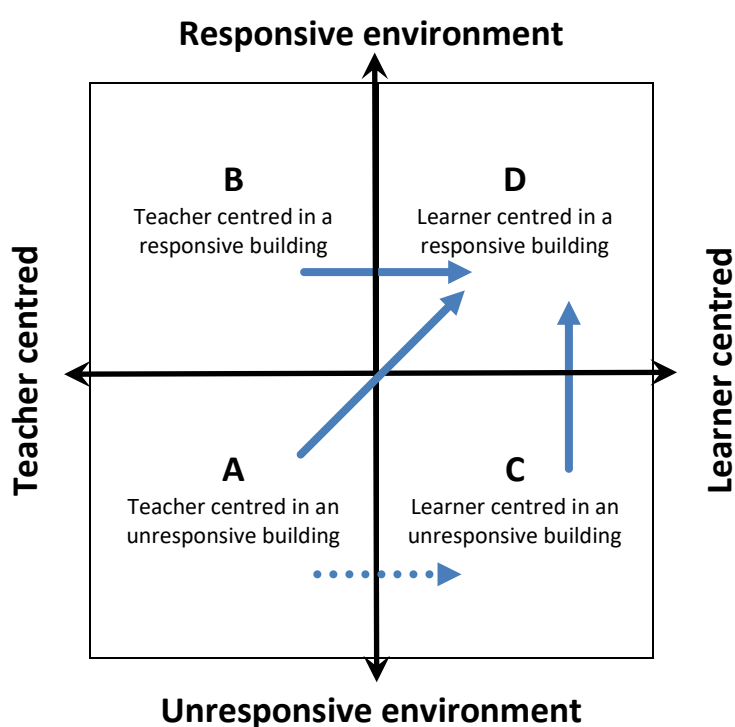 Responsive environment
B
Teacher centred in a
responsive building
D
Learner centred in a
responsive building
Teacher centred
Learner centred
A
Teacher centred in an
unresponsive building
C
Learner centred in an
unresponsive building
Unresponsive environment